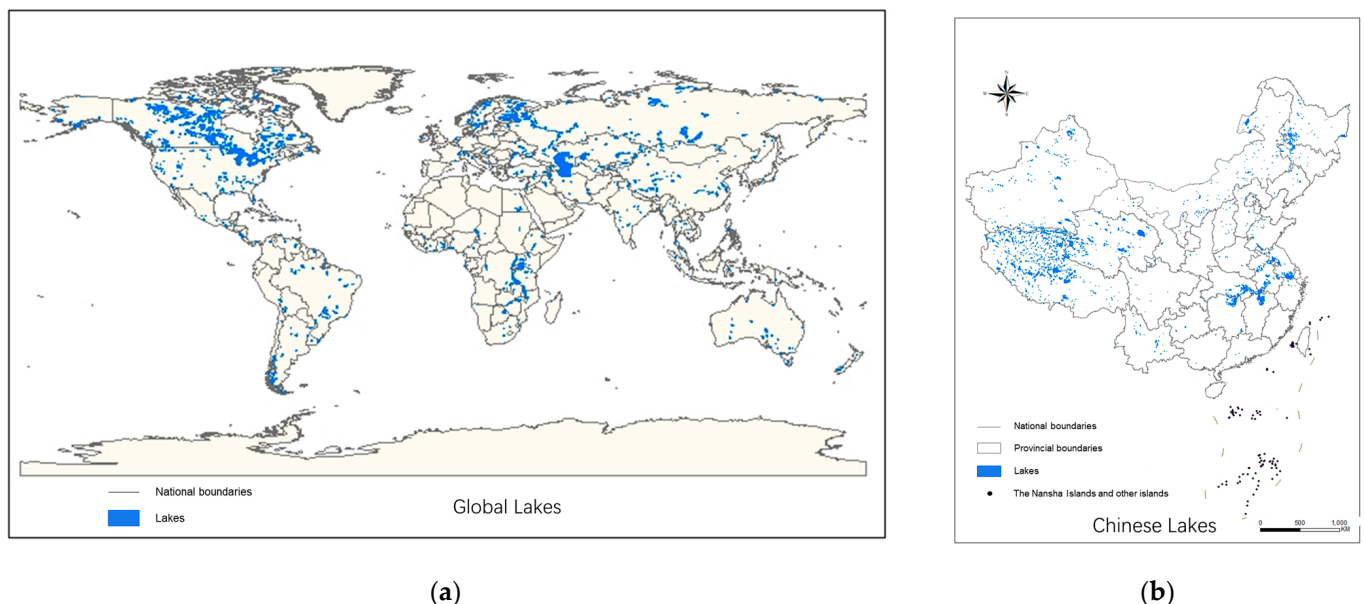 National boundaries
Lakes
Global Lakes
(a)
National boundaries
Provincial boundaries
Lakes
The Nansha Islands and other islands
Chinese Lakes
0 500 1,000
KM
(b)